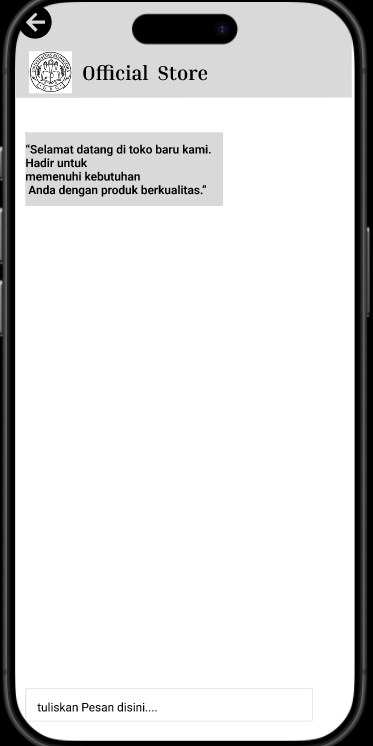 Official Store
“Selamat datang di toko baru kami.
Hadir untuk
memenuhi kebutuhan
Anda dengan produk berkualitas.”
tuliskan Pesan disini....